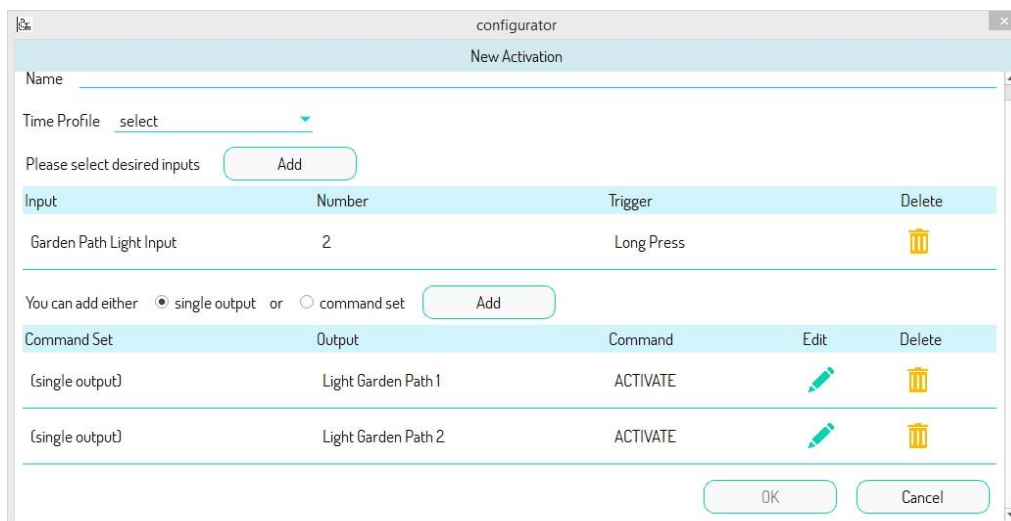 configurator
New Activation
Name
Time Profile select
Please select desired inputs Add
Input Number Trigger Delete
Garden Path Light Input 2 Long Press
You can add either single output or command set Add
Command Set Output Command Edit Delete
(single output) Light Garden Path 1 ACTIVATE
(single output) Light Garden Path 2 ACTIVATE
OK Cancel